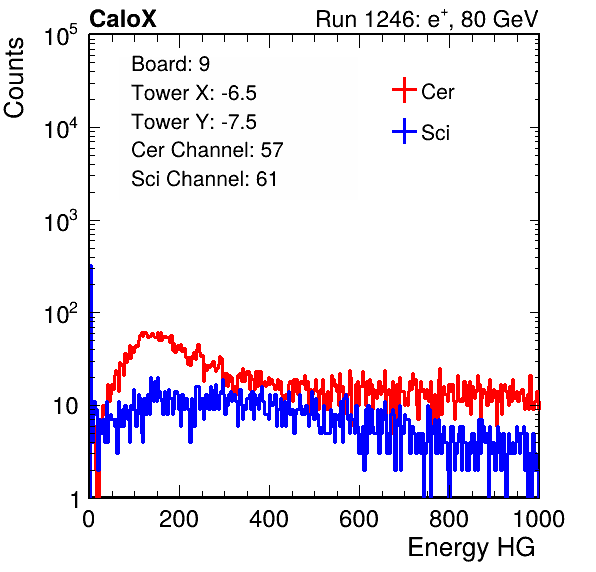 CaloX Run 1246: e⁺, 80 GeV
Counts
Board: 9
Tower X: -6.5
Tower Y: -7.5
Cer Channel: 57
Sci Channel: 61
Cer
Sci
10⁵
10⁴
10³
10²
10
1
0 200 400 600 800 1000
Energy HG